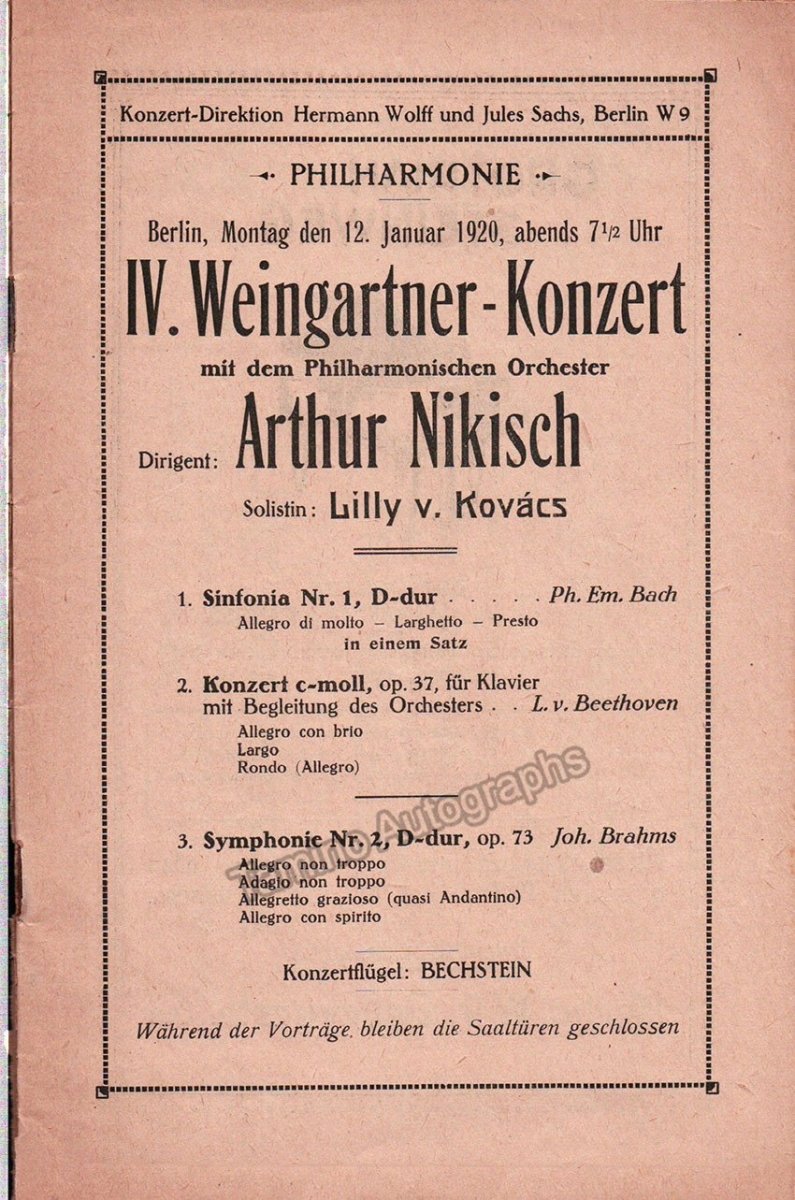 Konzert-Direktion Hermann Wolff und Jules Sachs, Berlin W 9
PHILHARMONIE
Berlin, Montag den 12. Januar 1920, abends 7 1/2 Uhr
IV. Weingartner-Konzert
mit dem Philharmonischen Orchester
Dirigent: Arthur Nikisch
Solistin: Lilly v. Kovács
1. Sinfonia Nr. 1, D-dur . . . . . Ph. Em. Bach
Allegro di molto – Larghetto – Presto
in einem Satz
2. Konzert c-moll, op. 37, für Klavier
mit Begleitung des Orchesters . . L. v. Beethoven
Allegro con brio
Largo
Rondo (Allegro)
3. Symphonie Nr. 2, D-dur, op. 73 Joh. Brahms
Allegro non troppo
Adagio non troppo
Allegretto grazioso (quasi Andantino)
Allegro con spirito
Tamino Autographs
Konzertflügel: BECHSTEIN
Während der Vorträge bleiben die Saaltüren geschlossen